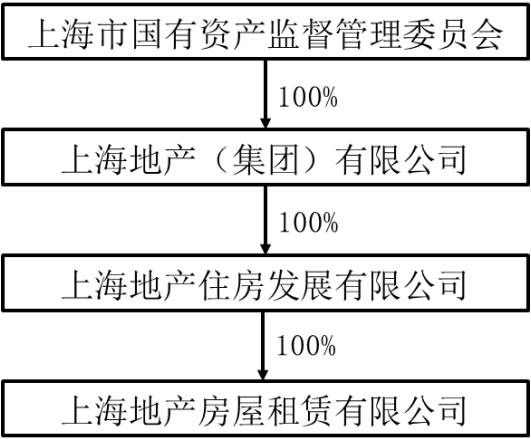 上海市国有资产监督管理委员会
100%
上海地产（集团）有限公司
100%
上海地产住房发展有限公司
100%
上海地产房屋租赁有限公司